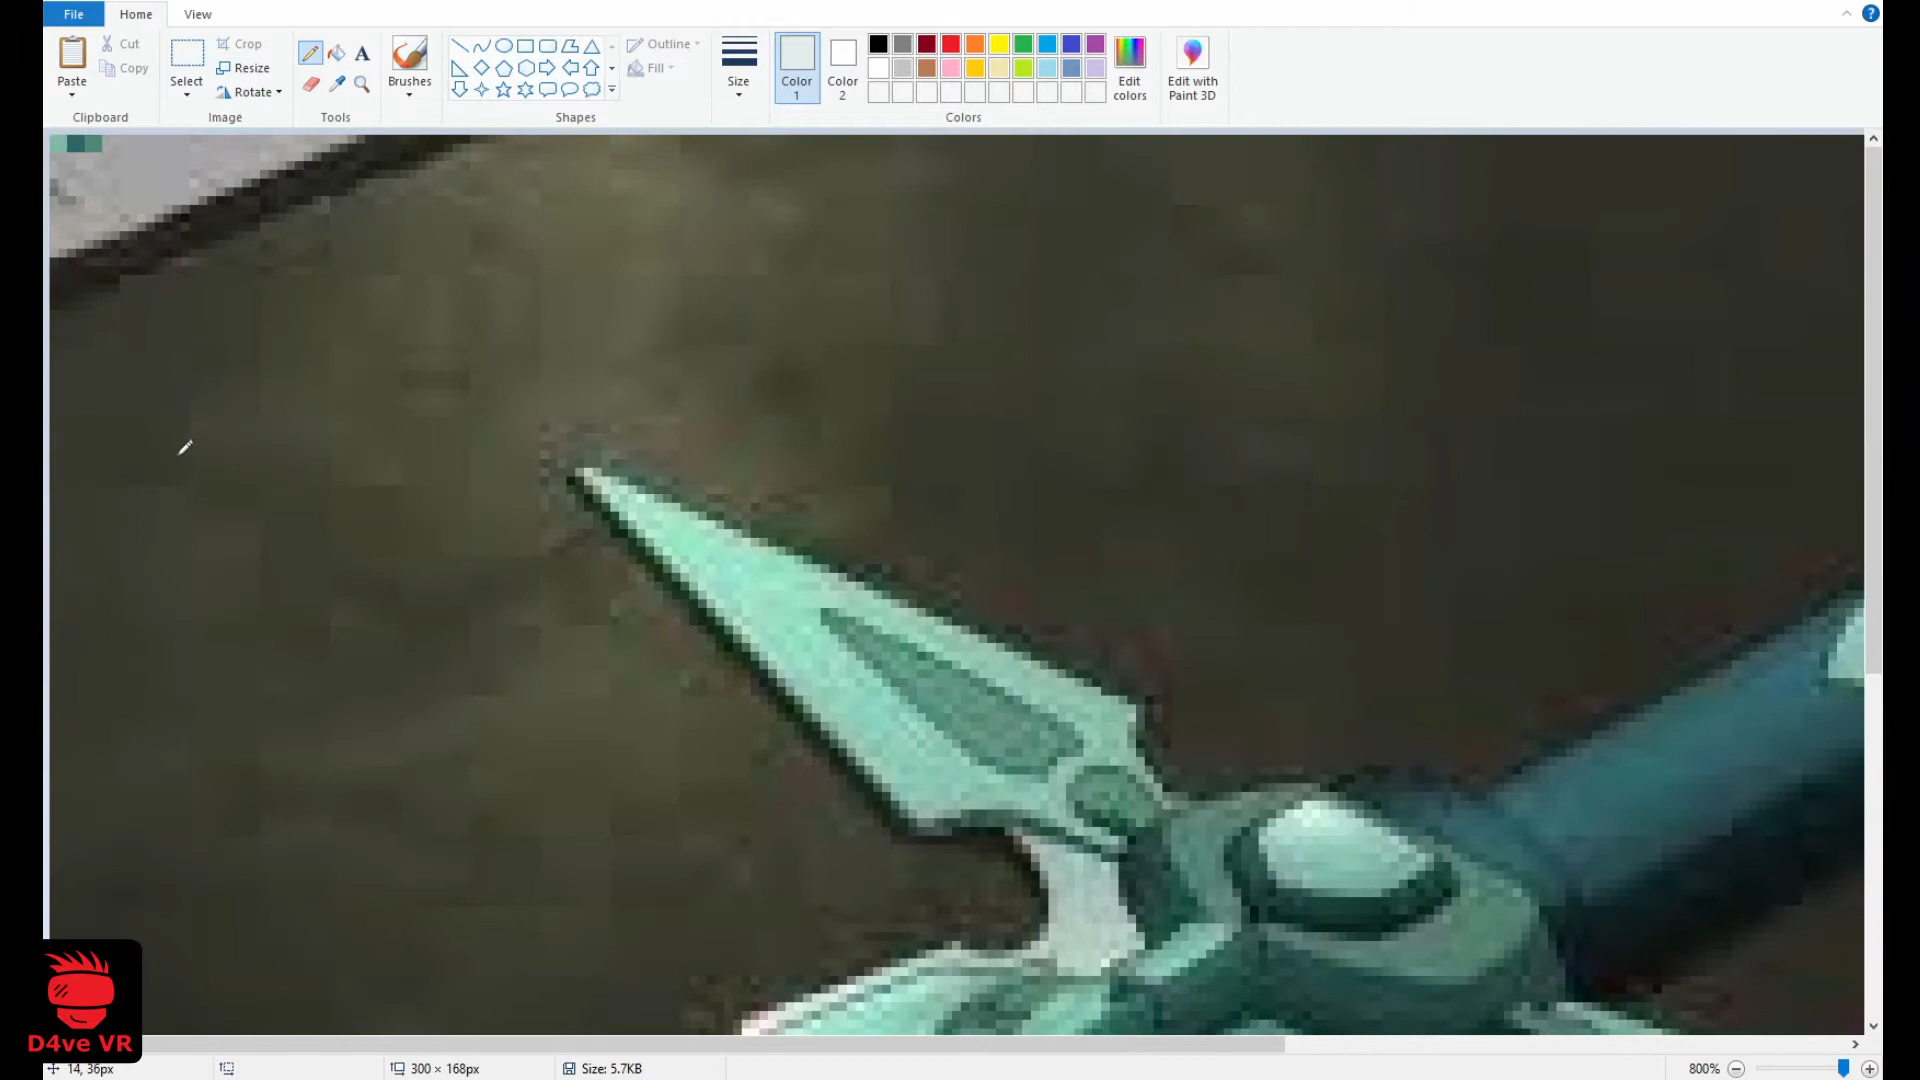 File Home View
Paste Cut Copy
Select Crop Resize Rotate
A
Brushes
Outline Fill
Size
Color 1 Color 2
Edit colors
Edit with Paint 3D
?
Clipboard Image Tools Shapes Colors
D4ve VR
14, 36px 300 × 168px Size: 5.7KB 800%